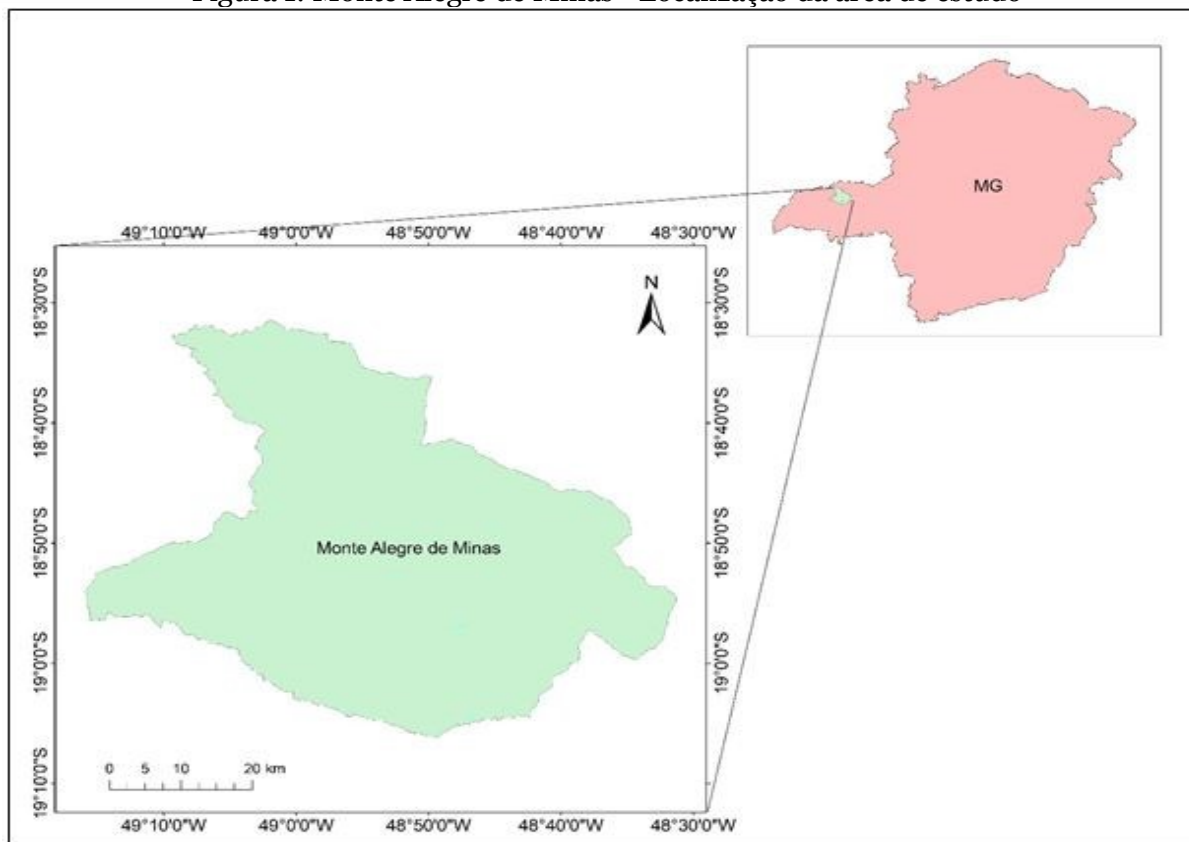 Figura 1: Monte Alegre de Minas - Localização da área de estudo
MG
49°10'0"W 49°0'0"W 48°50'0"W 48°40'0"W 48°30'0"W
N
18°30'0"S 18°30'0"S
18°40'0"S 18°40'0"S
Monte Alegre de Minas
18°50'0"S 18°50'0"S
19°0'0"S 19°0'0"S
0 5 10 20 km
19°10'0"S 19°10'0"S
49°10'0"W 49°0'0"W 48°50'0"W 48°40'0"W 48°30'0"W